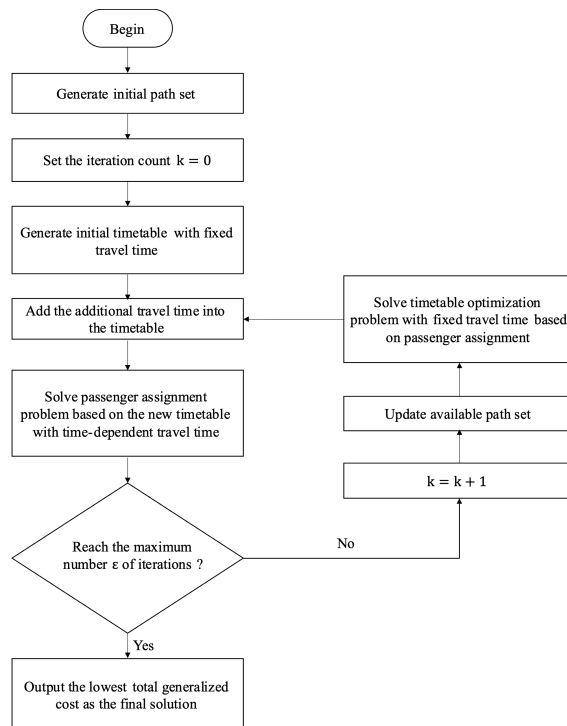 Begin
Generate initial path set
Set the iteration count k = 0
Generate initial timetable with fixed
travel time
Add the additional travel time into
the timetable
Solve passenger assignment
problem based on the new timetable
with time-dependent travel time
Reach the maximum
number ε of iterations ?
No
k = k + 1
Update available path set
Solve timetable optimization
problem with fixed travel time based
on passenger assignment
Yes
Output the lowest total generalized
cost as the final solution